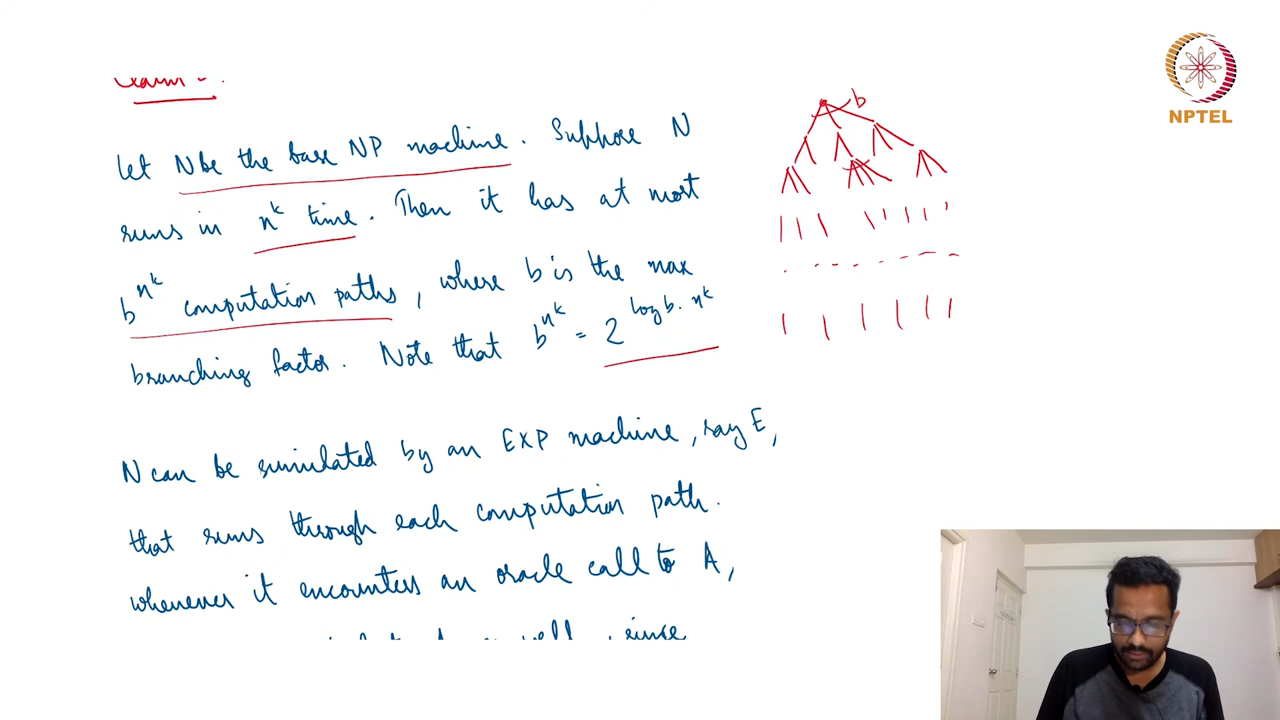 let N be the base NP machine. Suppose N
runs in n^k time. Then it has at most
b^{n^k} computation paths, where b is the max
branching factor. Note that b^{n^k} = 2^{log b · n^k}
N can be simulated by an EXP machine, say E,
that runs through each computation path.
whenever it encounters an oracle call to A,
since
b
NPTEL